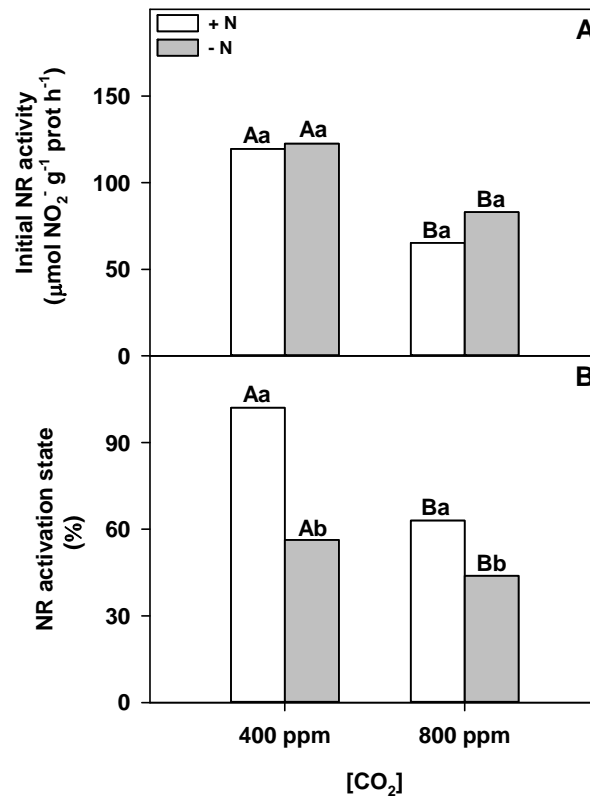 + N
- N
A
Initial NR activity
(µmol NO₂⁻ g⁻¹ prot h⁻¹)
150
100
50
0
Aa
Aa
Ba
Ba
B
NR activation state
(%)
90
60
30
0
Aa
Ab
Ba
Bb
400 ppm
800 ppm
[CO₂]